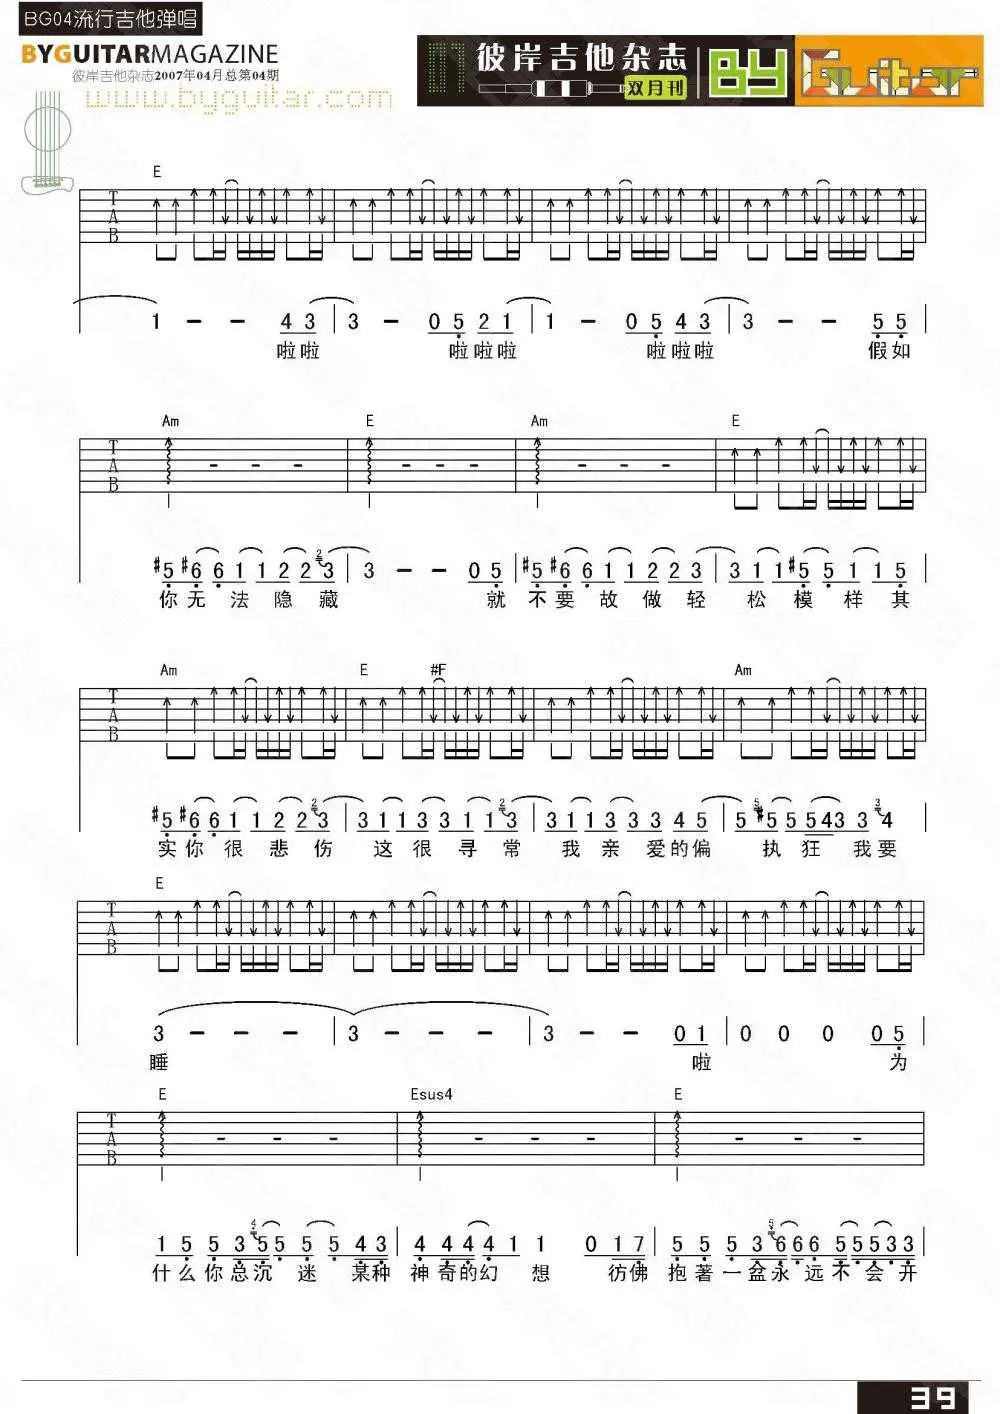 BG04流行吉他弹唱
BYGUITARMAGAZINE
彼岸吉他杂志2007年04月总第04期
www.byguitar.com
彼岸吉他杂志
双月刊
BY Guitar
E
T
A
B
1 - - 4 3 | 3 - 0 5 2 1 | 1 - 0 5 4 3 | 3 - - 5 5 |
啦啦 啦啦啦 啦啦啦 假如
Am E Am E
T
A
B
#5 #6 6 1 1 2 2 2 3 | 3 - - 0 5 | #5 #6 6 1 1 2 2 3 | 3 1 1 #5 5 1 1 5 |
你无法隐藏 就不要故做轻松模样其
Am E #F Am
T
A
B
#5 #6 6 1 1 2 2 2 3 | 3 1 1 3 3 1 1 2 3 | 3 1 1 3 3 3 4 5 | 5 5 #5 5 5 4 3 3 3 4
实你很悲伤 这很寻常 我亲爱的偏执狂我要
E
T
A
B
3 - - - | 3 - - - | 3 - - 0 1 | 0 0 0 0 5 |
睡 啦 为
E Esus4 E
T
A
B
1 5 5 3 4 5 5 5 5 4 3 | 4 4 4 4 1 1 0 1 7 | 5 5 5 3 5 6 6 6 6 5 5 5 3 3 |
什么你总沉迷某种神奇的幻想 彷佛抱著一盆永远不会开
39